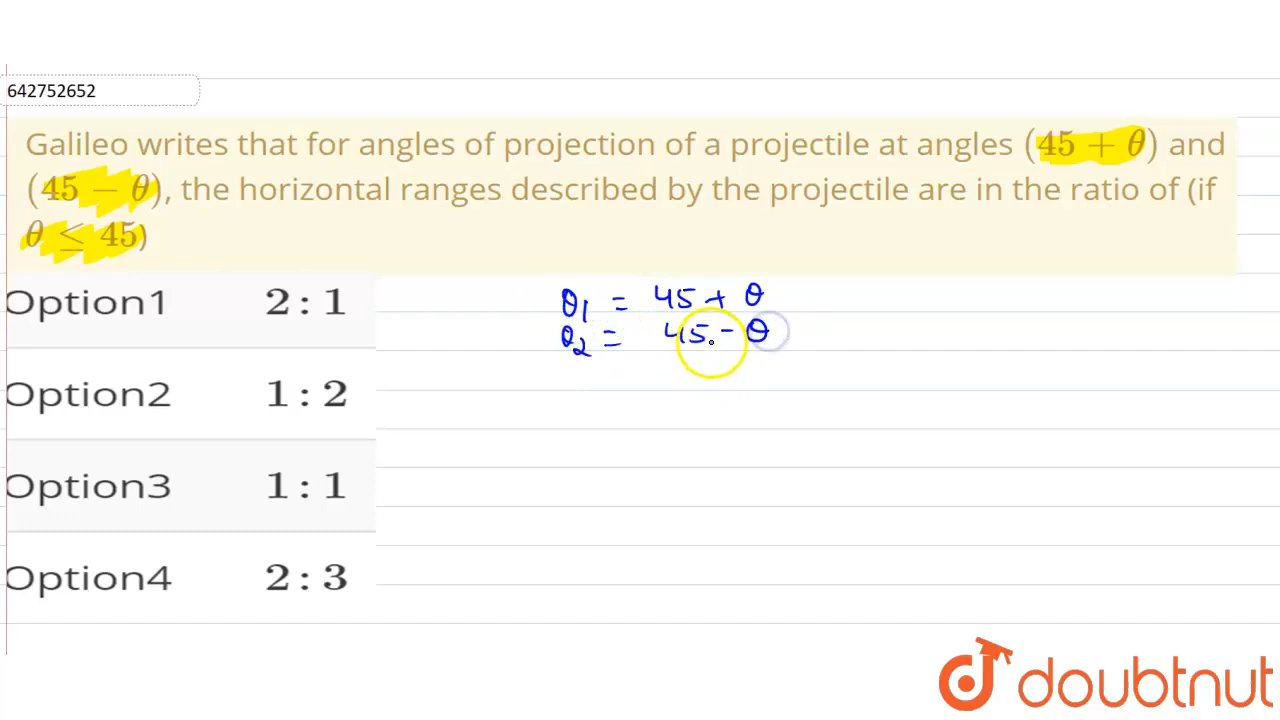 642752652
Galileo writes that for angles of projection of a projectile at angles (45 + θ) and
(45 − θ), the horizontal ranges described by the projectile are in the ratio of (if
θ ≤ 45)
Option1 2 : 1
θ1 = 45 + θ
θ2 = 45 - θ
Option2 1 : 2
Option3 1 : 1
Option4 2 : 3
doubtnut